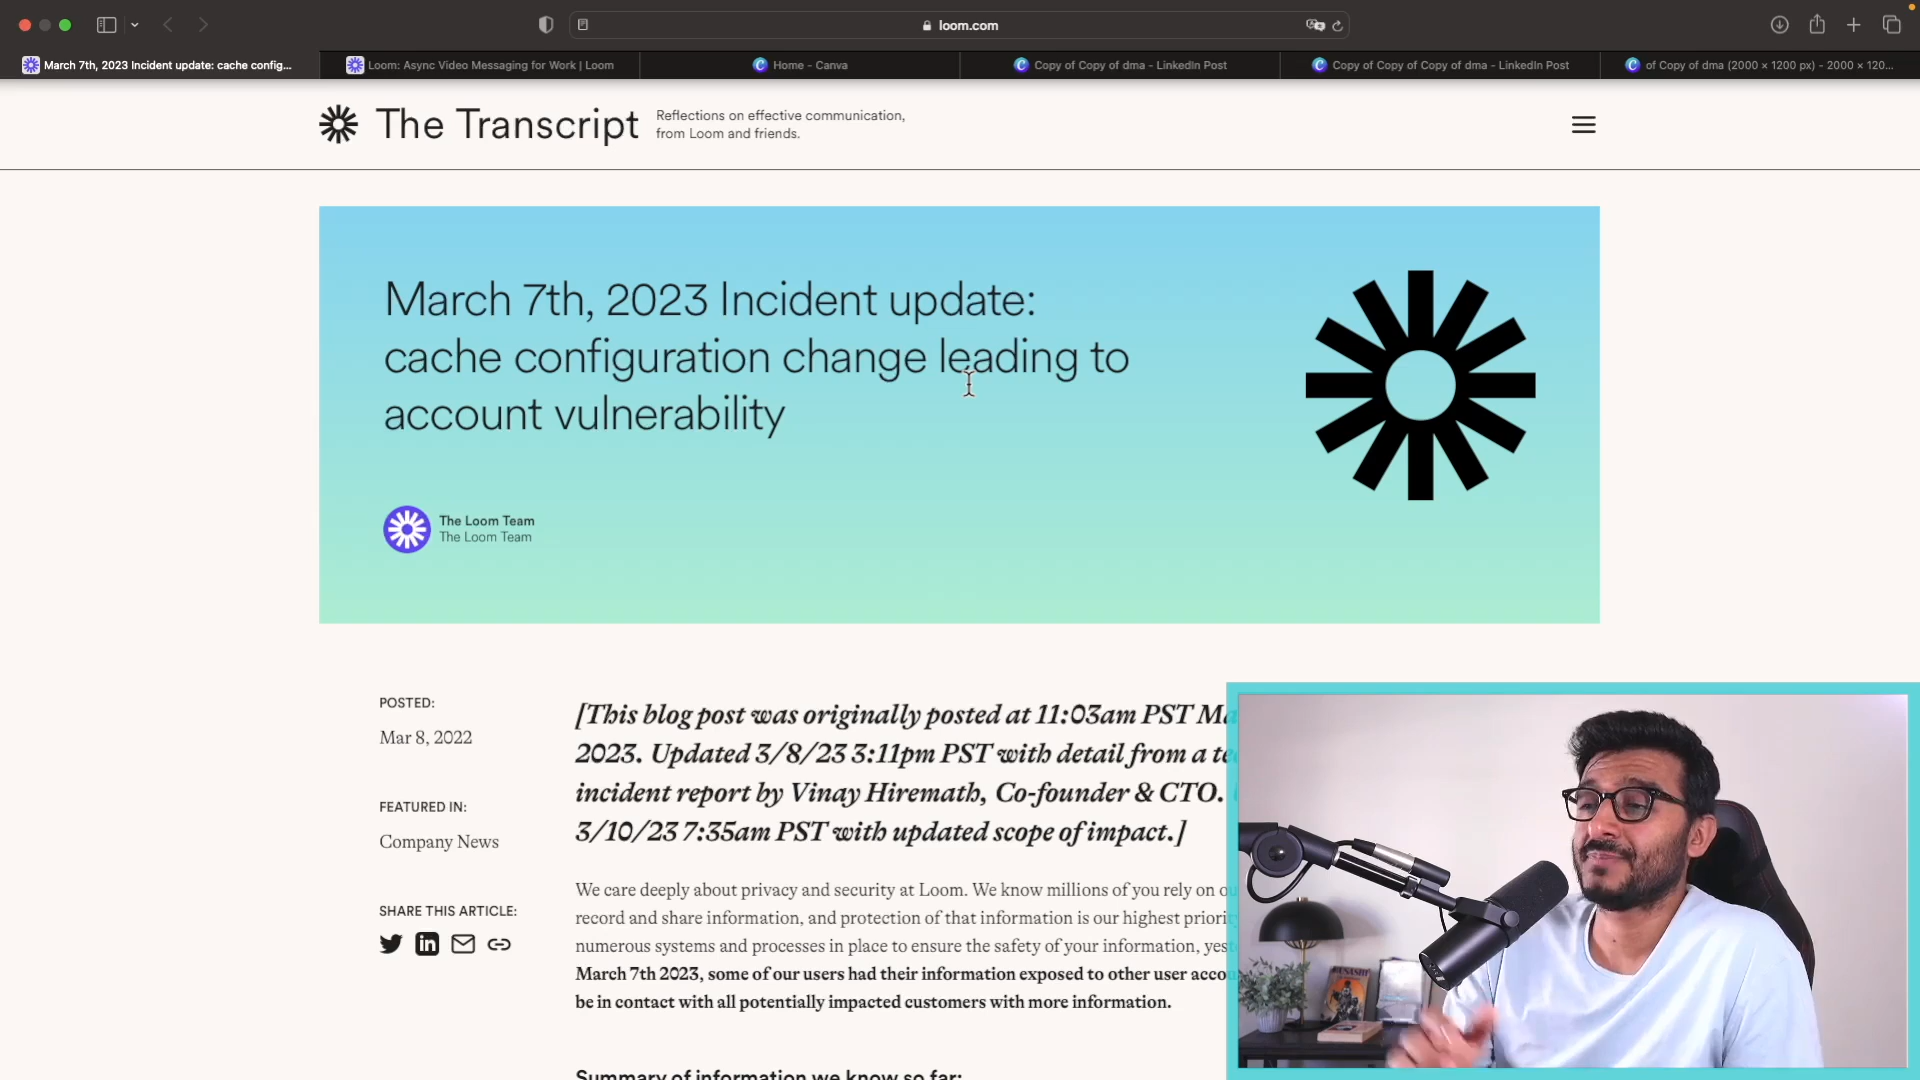 loom.com
March 7th, 2023 Incident update: cache config...
Loom: Async Video Messaging for Work | Loom
Home - Canva
Copy of Copy of dma - LinkedIn Post
Copy of Copy of Copy of dma - LinkedIn Post
of Copy of dma (2000 × 1200 px) - 2000 × 120...
The Transcript
Reflections on effective communication,
from Loom and friends.
March 7th, 2023 Incident update:
cache configuration change leading to
account vulnerability
The Loom Team
The Loom Team
POSTED:
Mar 8, 2022
FEATURED IN:
Company News
SHARE THIS ARTICLE:
[This blog post was originally posted at 11:03am PST
2023. Updated 3/8/23 3:11pm PST with detail from a
incident report by Vinay Hiremath, Co-founder & CTO.
3/10/23 7:35am PST with updated scope of impact.]
We care deeply about privacy and security at Loom. We know millions of you rely on
record and share information, and protection of that information is our highest
numerous systems and processes in place to ensure the safety of your information,
March 7th 2023, some of our users had their information exposed to other user
be in contact with all potentially impacted customers with more information.
Summary of information we know so far: